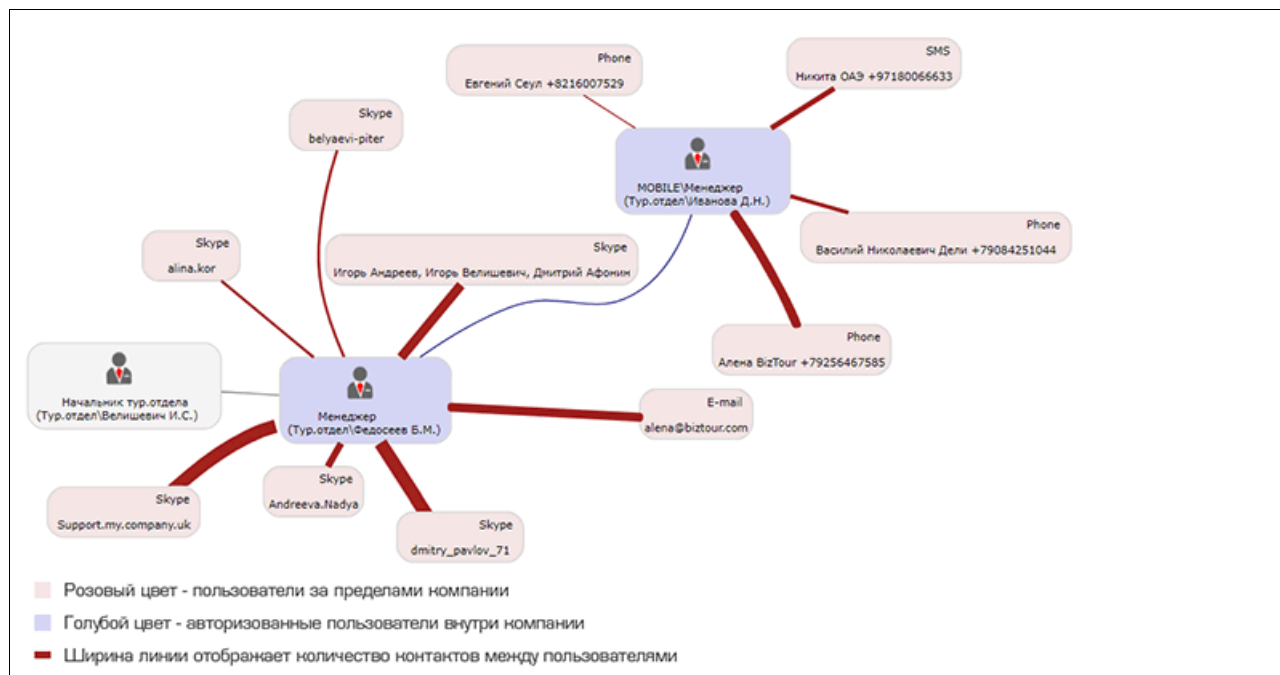 Phone
Евгений Сеул +8216007529
SMS
Никита ОАЭ +97180066633
Skype
belyaevi-piter
MOBILE\Менеджер
(Тур.отдел\Иванова Д.Н.)
Phone
Василий Николаевич Дели +79084251044
Skype
alina.kor
Skype
Игорь Андреев, Игорь Велишевич, Дмитрий Афонин
Phone
Алена BizTour +79256467585
Начальник тур.отдела
(Тур.отдел\Велишевич И.С.)
Менеджер
(Тур.отдел\Федосеев Б.М.)
E-mail
alena@biztour.com
Skype
Support.my.company.uk
Skype
Andreeva.Nadya
Skype
dmitry_pavlov_71
Розовый цвет - пользователи за пределами компании
Голубой цвет - авторизованные пользователи внутри компании
Ширина линии отображает количество контактов между пользователями